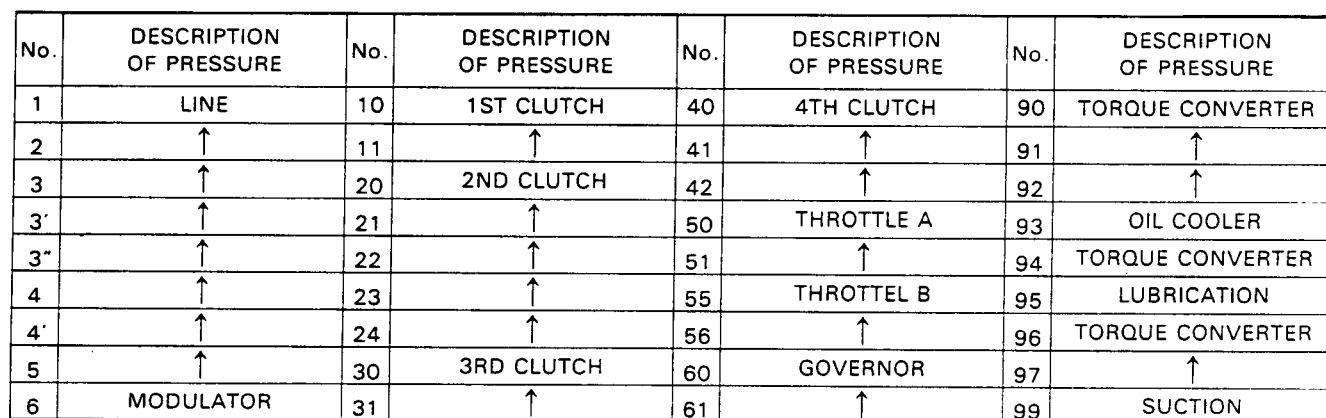 No. DESCRIPTION OF PRESSURE No. DESCRIPTION OF PRESSURE No. DESCRIPTION OF PRESSURE No. DESCRIPTION OF PRESSURE
1 LINE 10 1ST CLUTCH 40 4TH CLUTCH 90 TORQUE CONVERTER
2 ↑ 11 ↑ 41 ↑ 91 ↑
3 ↑ 20 2ND CLUTCH 42 ↑ 92 ↑
3′ ↑ 21 ↑ 50 THROTTLE A 93 OIL COOLER
3″ ↑ 22 ↑ 51 ↑ 94 TORQUE CONVERTER
4 ↑ 23 ↑ 55 THROTTEL B 95 LUBRICATION
4′ ↑ 24 ↑ 56 ↑ 96 TORQUE CONVERTER
5 ↑ 30 3RD CLUTCH 60 GOVERNOR 97 ↑
6 MODULATOR 31 ↑ 61 ↑ 99 SUCTION